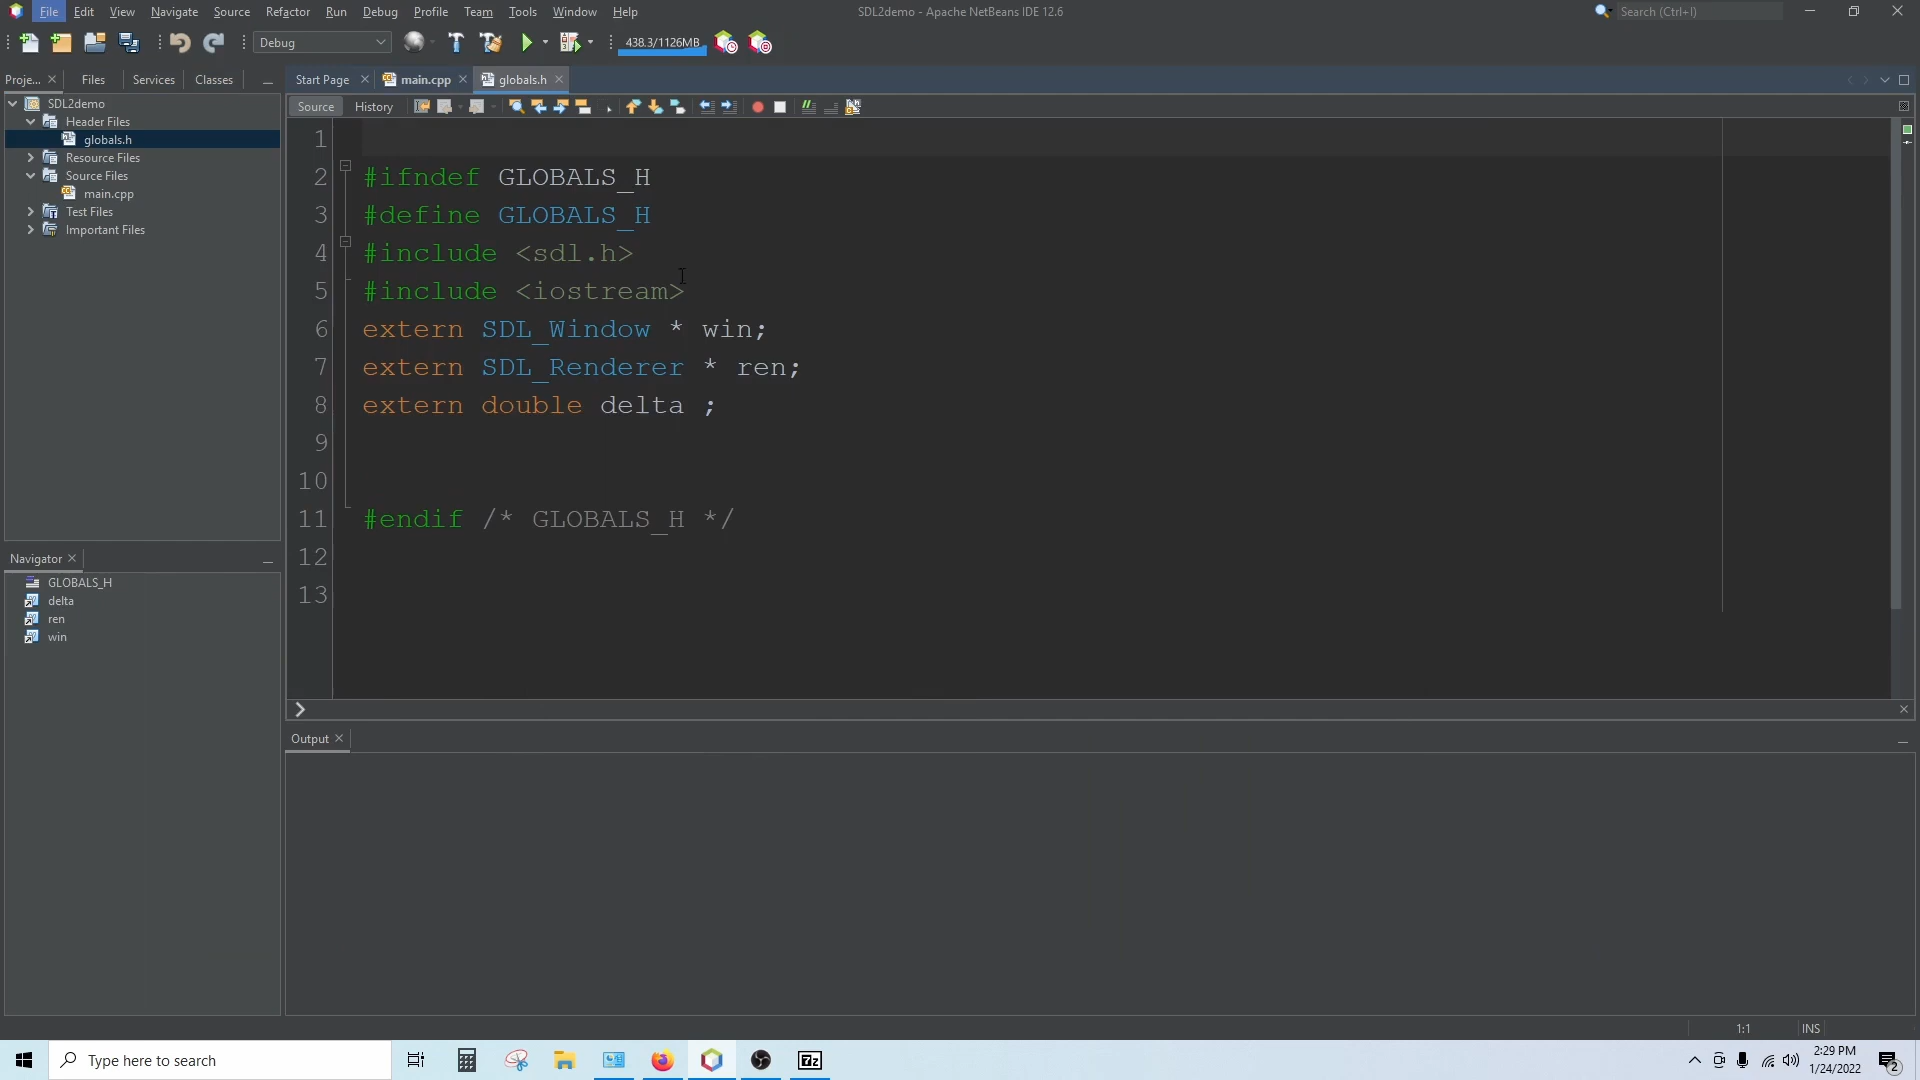 File Edit View Navigate Source Refactor Run Debug Profile Team Tools Window Help SDL2demo - Apache NetBeans IDE 12.6 Search (Ctrl+I)
Debug 438.3/1126MB
Proje... Files Services Classes Start Page main.cpp globals.h
Source History
SDL2demo
Header Files
globals.h
Resource Files
Source Files
main.cpp
Test Files
Important Files
1
2 #ifndef GLOBALS_H
3 #define GLOBALS_H
4 #include <sdl.h>
5 #include <iostream>
6 extern SDL_Window * win;
7 extern SDL_Renderer * ren;
8 extern double delta ;
9
10
11 #endif /* GLOBALS_H */
12
13
Navigator
GLOBALS_H
delta
ren
win
Output
1:1 INS
Type here to search
7z
2:29 PM
1/24/2022
2